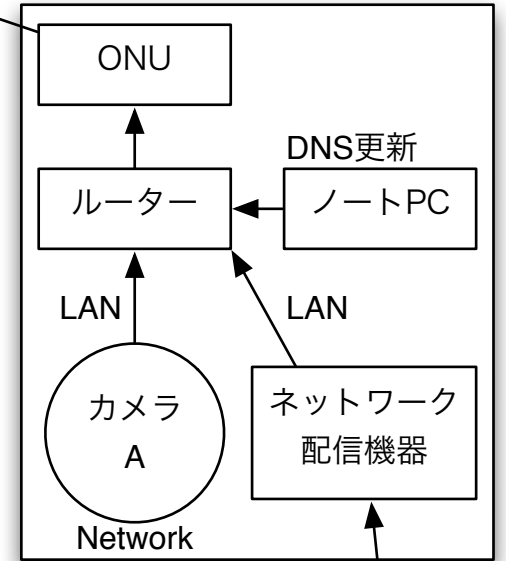 ONU
DNS更新
ルーター
ノートPC
LAN
LAN
カメラ
A
ネットワーク
配信機器
Network